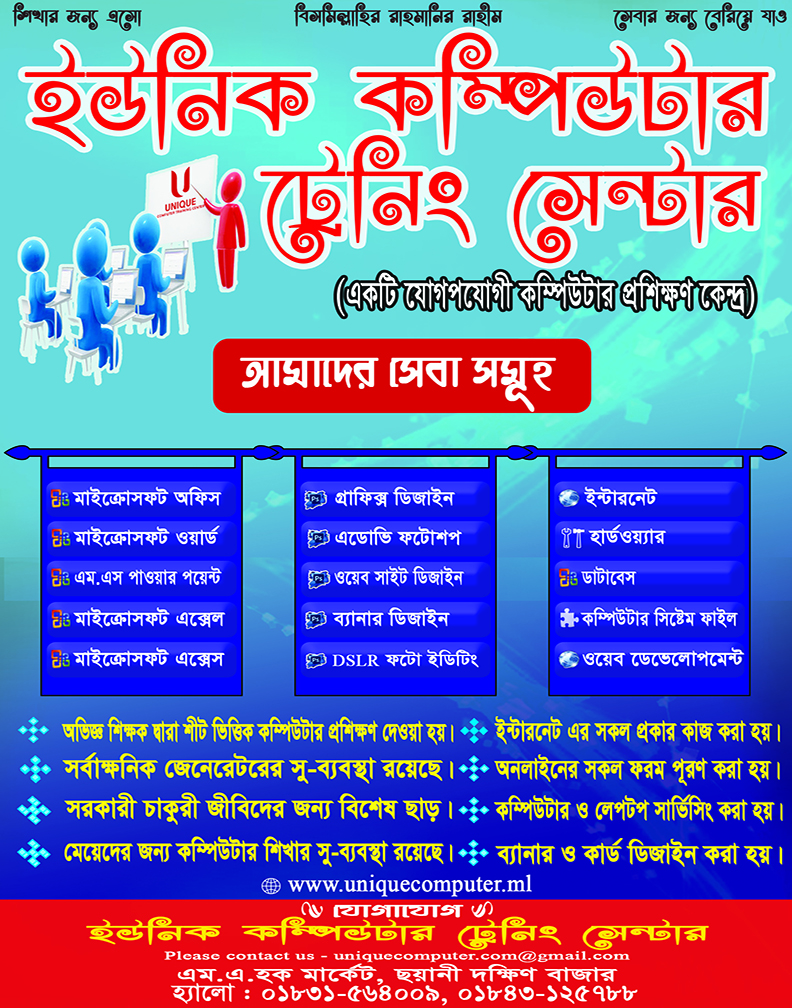 শিখার জন্য এসো
বিসমিল্লাহির রাহমানির রাহীম
সেবার জন্য বেরিয়ে যাও
ইউনিক কম্পিউটার
ট্রেনিং সেন্টার
UNIQUE
COMPUTER TRAINING CENTER
(একটি যোগপযোগী কম্পিউটার প্রশিক্ষণ কেন্দ্র)
আমাদের সেবা সমূহ
মাইক্রোসফট অফিস
মাইক্রোসফট ওয়ার্ড
এম.এস পাওয়ার পয়েন্ট
মাইক্রোসফট এক্সেল
মাইক্রোসফট এক্সেস
গ্রাফিক্স ডিজাইন
এডোভি ফটোশপ
ওয়েব সাইট ডিজাইন
ব্যানার ডিজাইন
DSLR ফটো ইডিটিং
ইন্টারনেট
হার্ডওয়্যার
ডাটাবেস
কম্পিউটার সিষ্টেম ফাইল
ওয়েব ডেভেলোপমেন্ট
অভিজ্ঞ শিক্ষক দ্বারা শীট ভিত্তিক কম্পিউটার প্রশিক্ষণ দেওয়া হয়।
সর্বাক্ষনিক জেনেরেটরের সু-ব্যবস্থা রয়েছে।
সরকারী চাকুরী জীবিদের জন্য বিশেষ ছাড়।
মেয়েদের জন্য কম্পিউটার শিখার সু-ব্যবস্থা রয়েছে।
ইন্টারনেট এর সকল প্রকার কাজ করা হয়।
অনলাইনের সকল ফরম পূরণ করা হয়।
কম্পিউটার ও লেপটপ সার্ভিসিং করা হয়।
ব্যানার ও কার্ড ডিজাইন করা হয়।
www.uniquecomputer.ml
যোগাযোগ
ইউনিক কম্পিউটার ট্রেনিং সেন্টার
Please contact us - uniquecomputer.com@gmail.com
এম.এ.হক মার্কেট, ছয়ানী দক্ষিণ বাজার
হ্যালো : ০১৮৩১-৫৬৪০০৯, ০১৮৪৩-১২৫৭৮৮